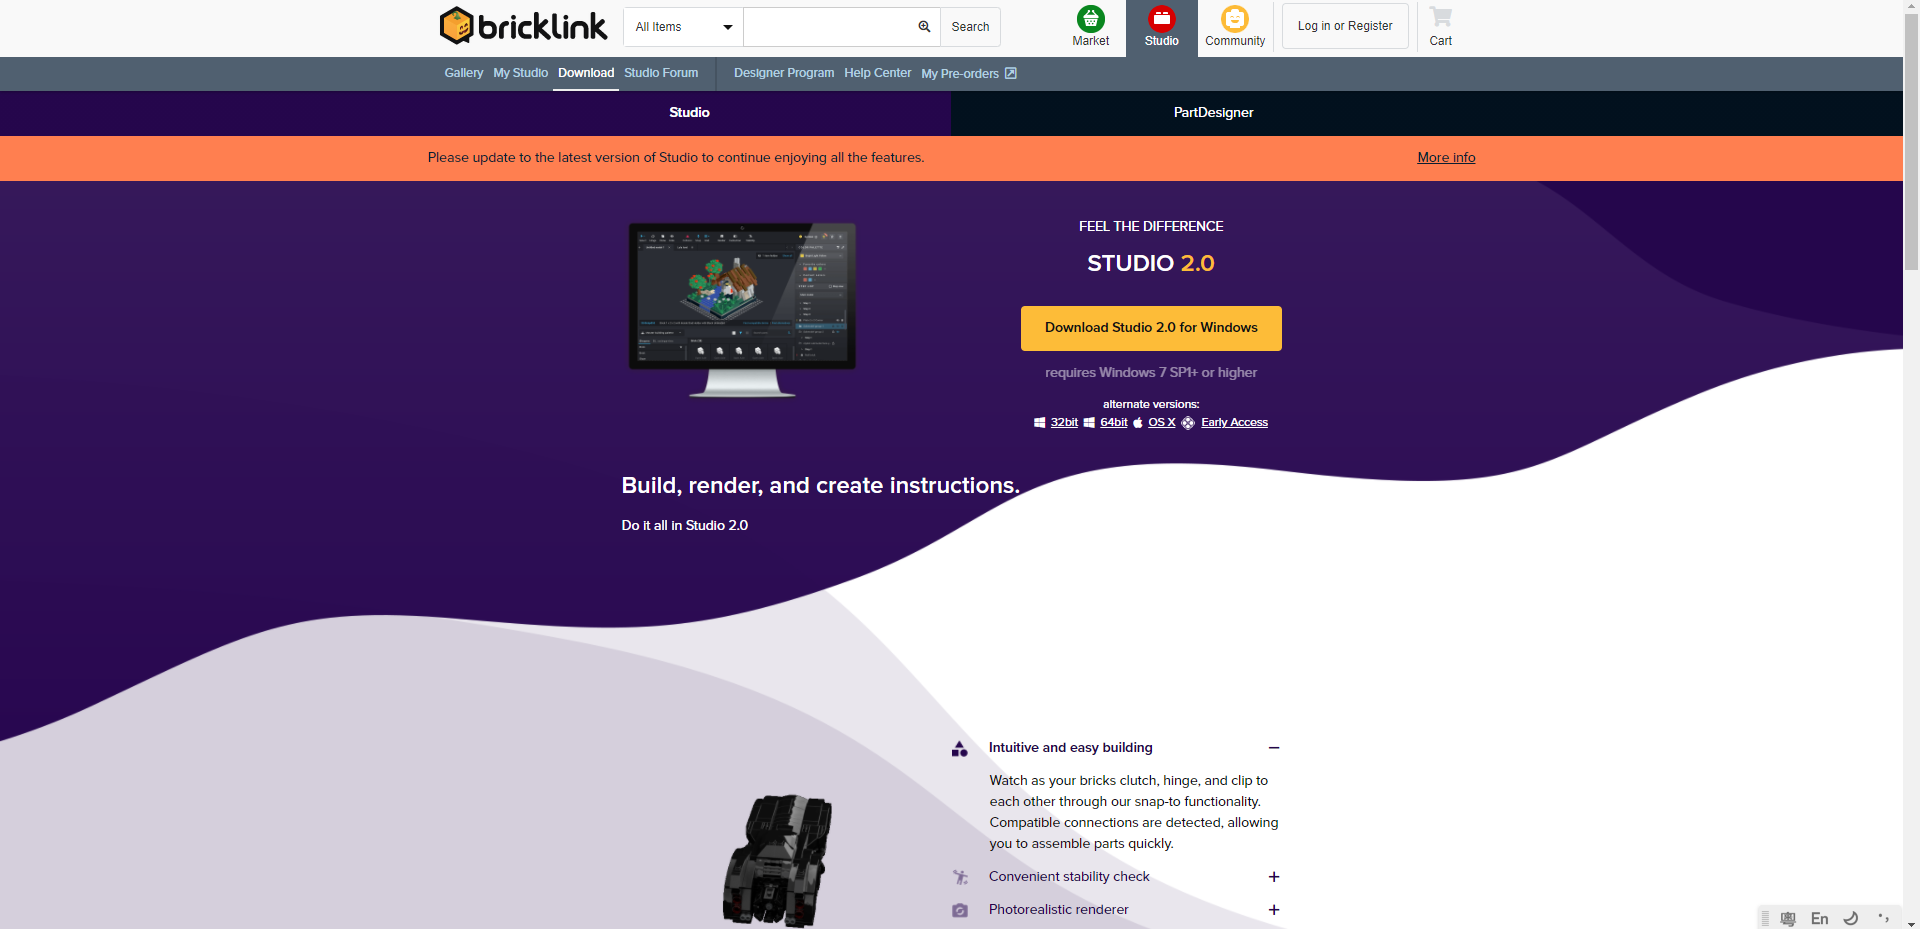 bricklink
All Items
Search
Market
Studio
Community
Log in or Register
Cart
Gallery My Studio Download Studio Forum Designer Program Help Center My Pre-orders
Studio
PartDesigner
Please update to the latest version of Studio to continue enjoying all the features.
More info
FEEL THE DIFFERENCE
STUDIO 2.0
Download Studio 2.0 for Windows
requires Windows 7 SP1+ or higher
alternate versions:
32bit 64bit OS X Early Access
Build, render, and create instructions.
Do it all in Studio 2.0
Intuitive and easy building
Watch as your bricks clutch, hinge, and clip to
each other through our snap-to functionality.
Compatible connections are detected, allowing
you to assemble parts quickly.
Convenient stability check
Photorealistic renderer
粤 En